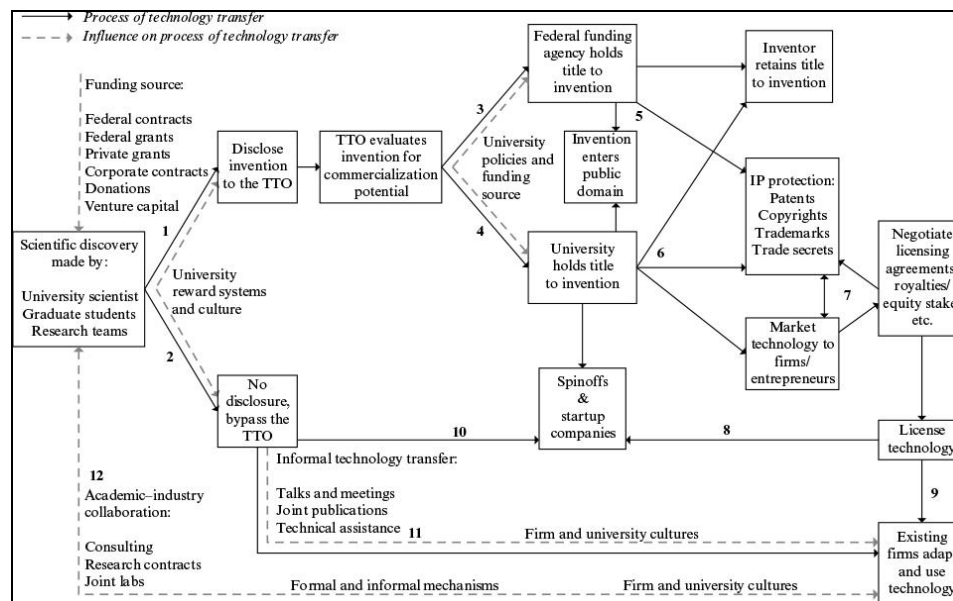 Process of technology transfer
Influence on process of technology transfer
Funding source:
Federal contracts
Federal grants
Private grants
Corporate contracts
Donations
Venture capital
Scientific discovery
made by:
University scientist
Graduate students
Research teams
1
2
University
reward systems
and culture
Disclose
invention
to the TTO
No
disclosure,
bypass the
TTO
TTO evaluates
invention for
commercialization
potential
3
4
University
policies and
funding
source
Federal funding
agency holds
title to
invention
5
Invention
enters
public
domain
University
holds title
to invention
6
Inventor
retains title
to invention
IP protection:
Patents
Copyrights
Trademarks
Trade secrets
7
Market
technology to
firms/
entrepreneurs
Negotiate
licensing
agreements,
royalties/
equity stake,
etc.
Spinoffs
&
startup
companies
8
License
technology
9
10
Informal technology transfer:
Talks and meetings
Joint publications
Technical assistance
11
Firm and university cultures
12
Academic–industry
collaboration:
Consulting
Research contracts
Joint labs
Formal and informal mechanisms
Firm and university cultures
Existing
firms adapt
and use
technology